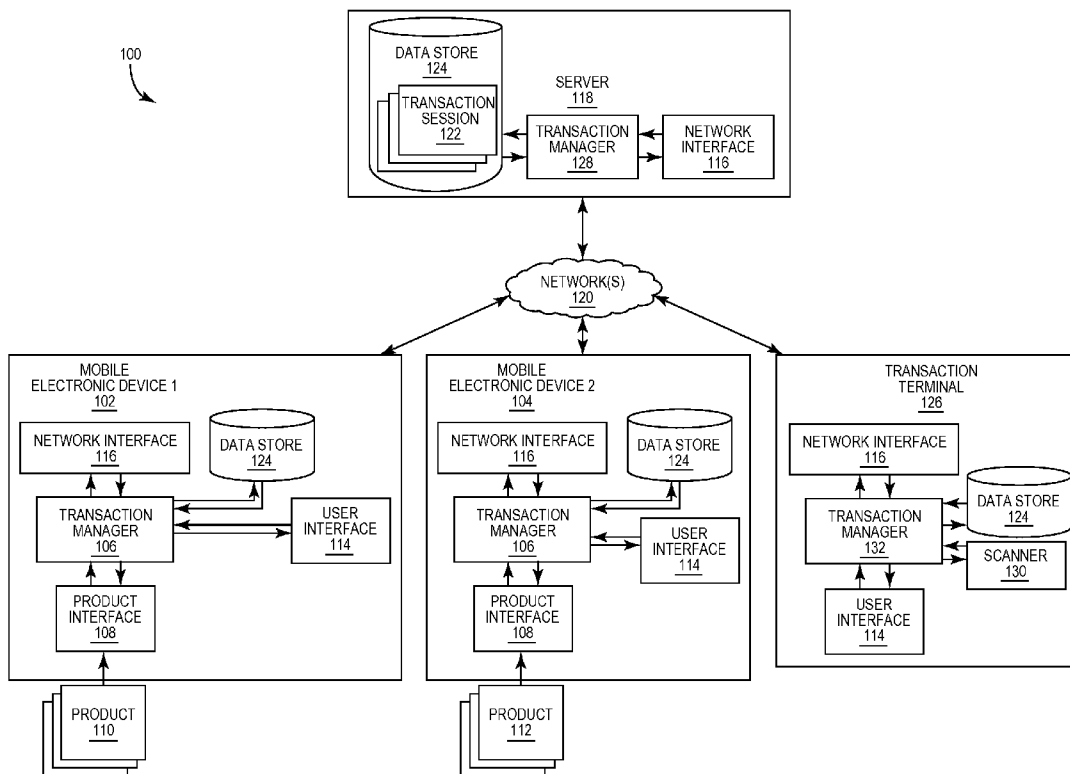 100
DATA STORE
124
TRANSACTION
SESSION
122
SERVER
118
TRANSACTION
MANAGER
128
NETWORK
INTERFACE
116
NETWORK(S)
120
MOBILE
ELECTRONIC DEVICE 1
102
NETWORK INTERFACE
116
DATA STORE
124
TRANSACTION
MANAGER
106
USER
INTERFACE
114
PRODUCT
INTERFACE
108
PRODUCT
110
MOBILE
ELECTRONIC DEVICE 2
104
NETWORK INTERFACE
116
DATA STORE
124
TRANSACTION
MANAGER
106
USER
INTERFACE
114
PRODUCT
INTERFACE
108
PRODUCT
112
TRANSACTION
TERMINAL
126
NETWORK INTERFACE
116
DATA STORE
124
TRANSACTION
MANAGER
132
SCANNER
130
USER
INTERFACE
114